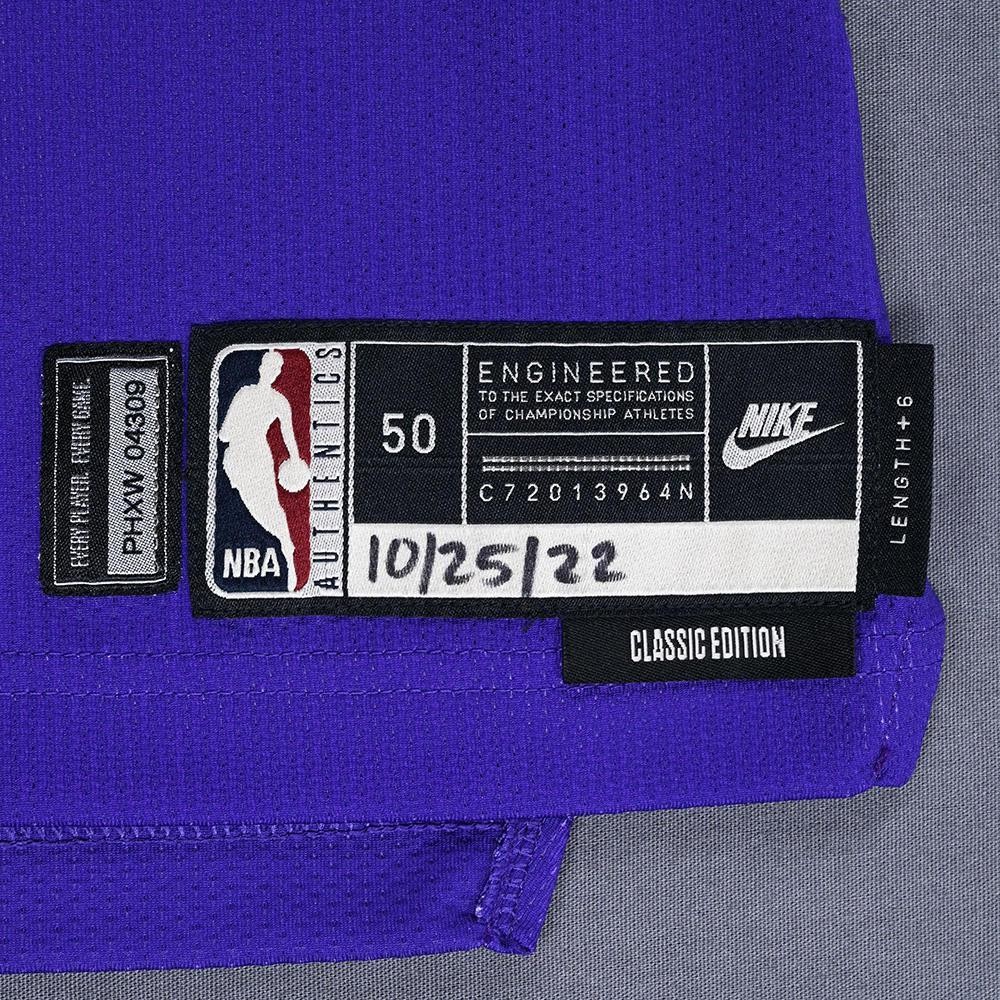 EVERY PLAYER. EVERY GAME.
PHXW 04309
NBA
AUTHENTICS
50
ENGINEERED
TO THE EXACT SPECIFICATIONS
OF CHAMPIONSHIP ATHLETES
C72013964N
NIKE
10/25/22
LENGTH+6
CLASSIC EDITION